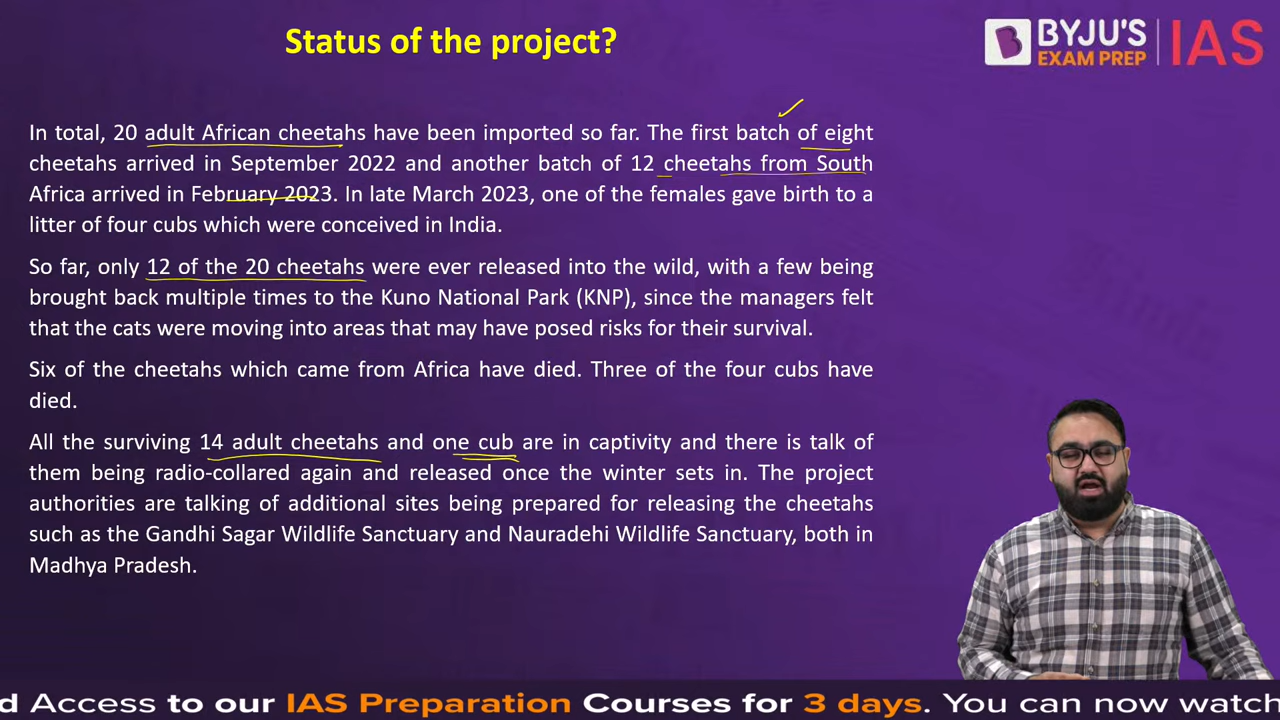 Status of the project?
BYJU'S
EXAM PREP
IAS
In total, 20 adult African cheetahs have been imported so far. The first batch of eight
cheetahs arrived in September 2022 and another batch of 12 cheetahs from South
Africa arrived in February 2023. In late March 2023, one of the females gave birth to a
litter of four cubs which were conceived in India.
So far, only 12 of the 20 cheetahs were ever released into the wild, with a few being
brought back multiple times to the Kuno National Park (KNP), since the managers felt
that the cats were moving into areas that may have posed risks for their survival.
Six of the cheetahs which came from Africa have died. Three of the four cubs have
died.
All the surviving 14 adult cheetahs and one cub are in captivity and there is talk of
them being radio-collared again and released once the winter sets in. The project
authorities are talking of additional sites being prepared for releasing the cheetahs
such as the Gandhi Sagar Wildlife Sanctuary and Nauradehi Wildlife Sanctuary, both in
Madhya Pradesh.
d Access to our IAS Preparation Courses for 3 days. You can now watch